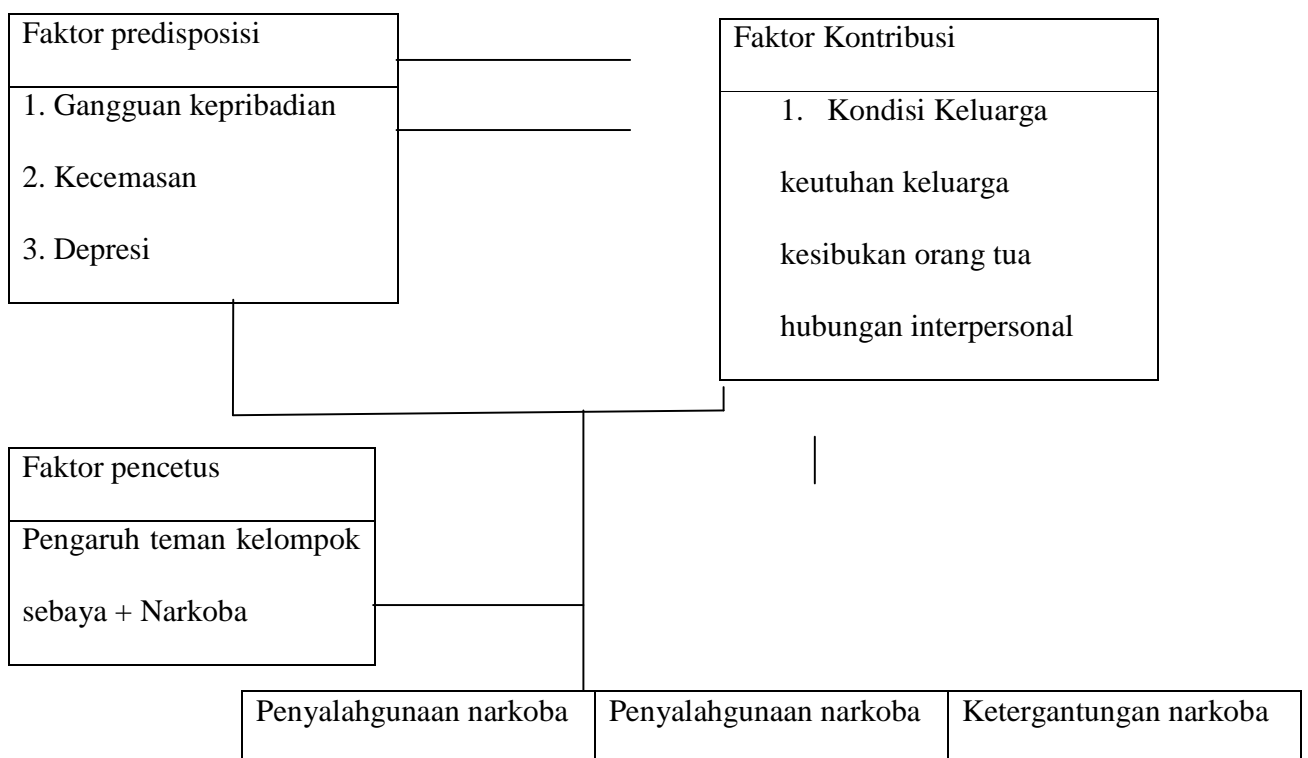 Faktor predisposisi
1. Gangguan kepribadian
2. Kecemasan
3. Depresi
Faktor Kontribusi
1. Kondisi Keluarga
keutuhan keluarga
kesibukan orang tua
hubungan interpersonal
Faktor pencetus
Pengaruh teman kelompok
sebaya + Narkoba
Penyalahgunaan narkoba
Penyalahgunaan narkoba
Ketergantungan narkoba